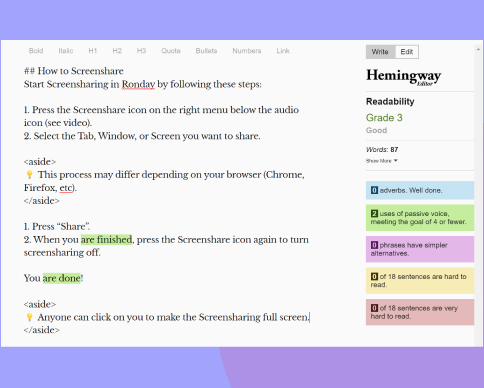 Bold Italic H1 H2 H3 Quote Bullets Numbers Link
## How to Screenshare
Start Screensharing in Ronday by following these steps:
1. Press the Screenshare icon on the right menu below the audio
icon (see video).
2. Select the Tab, Window, or Screen you want to share.
<aside>
💡 This process may differ depending on your browser (Chrome,
Firefox, etc).
</aside>
1. Press “Share”.
2. When you are finished, press the Screenshare icon again to turn
screensharing off.
You are done!
<aside>
💡 Anyone can click on you to make the Screensharing full screen.
</aside>
Write Edit
Hemingway
Editor
Readability
Grade 3
Good
Words: 87
Show More ▼
0 adverbs. Well done.
2 uses of passive voice,
meeting the goal of 4 or fewer.
0 phrases have simpler
alternatives.
0 of 18 sentences are hard to
read.
0 of 18 sentences are very
hard to read.